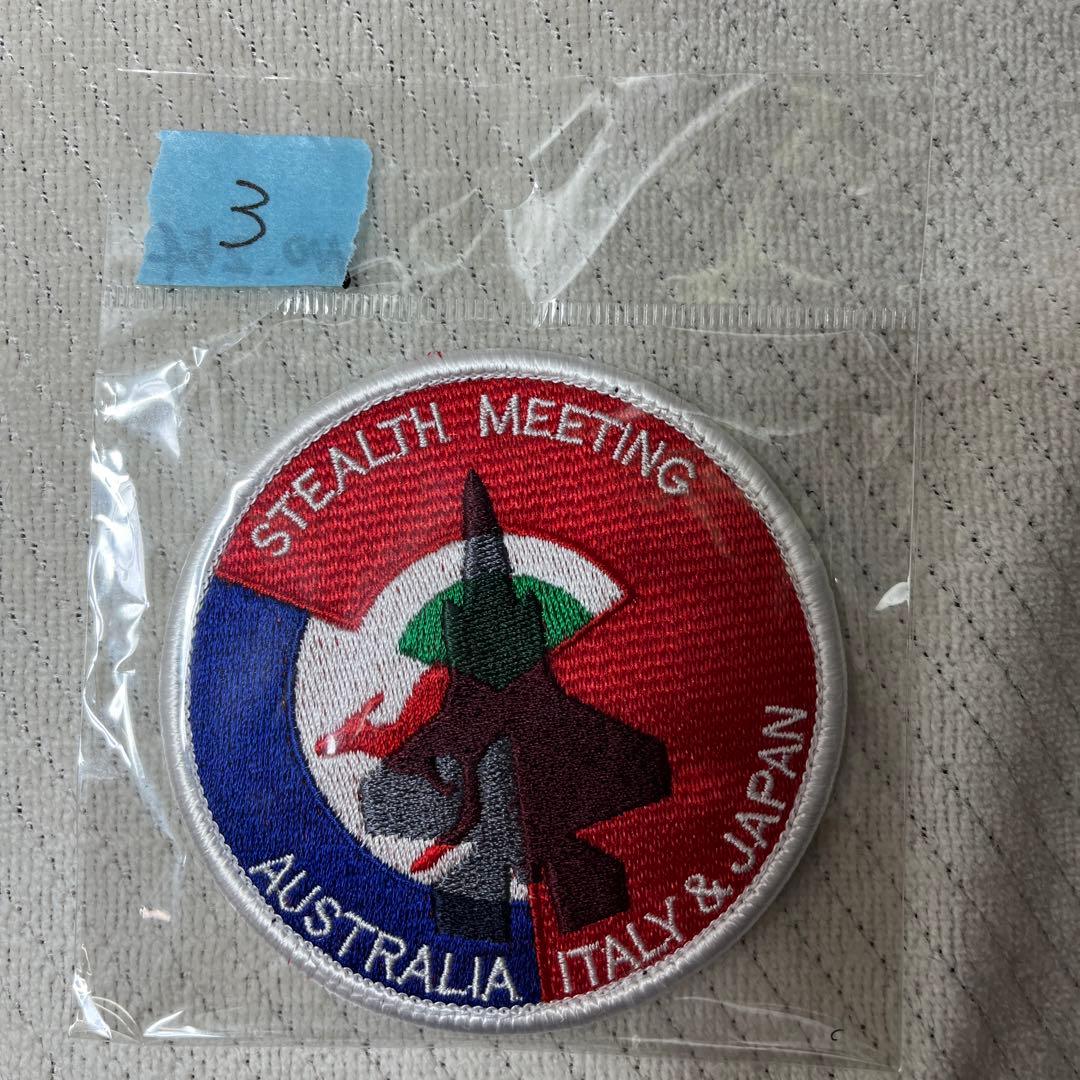 3
STEALTH MEETING
AUSTRALIA
ITALY & JAPAN